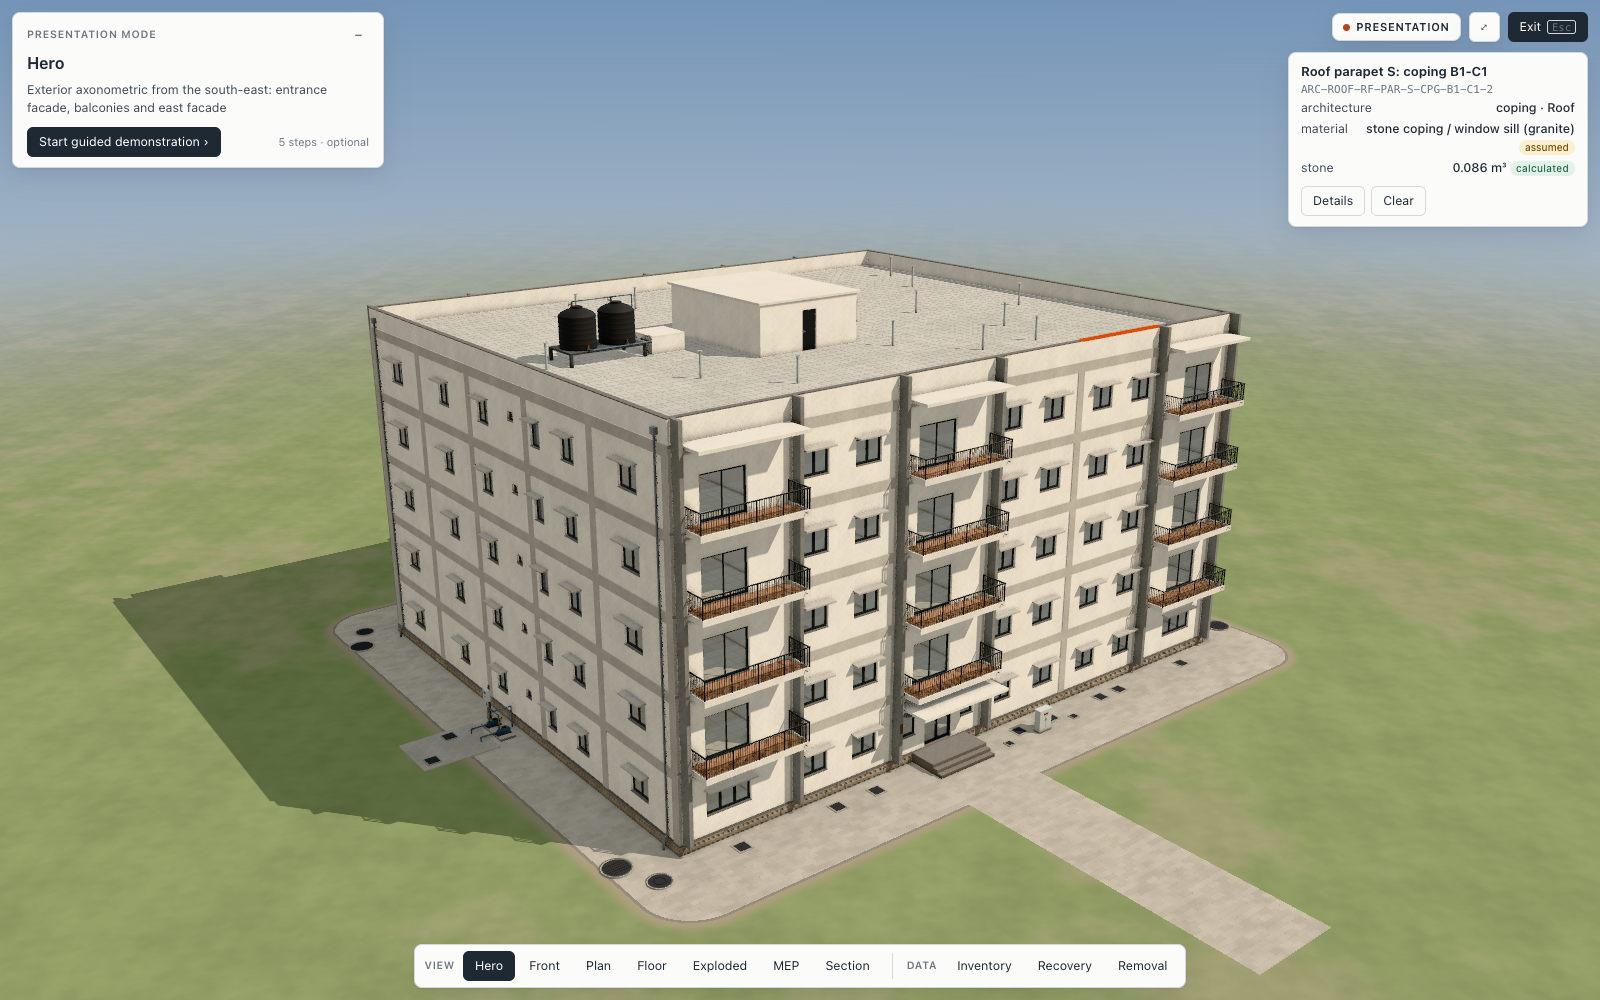 PRESENTATION MODE
–
Hero
Exterior axonometric from the south-east: entrance
facade, balconies and east facade
Start guided demonstration ›
5 steps · optional
PRESENTATION
Exit Esc
Roof parapet S: coping B1-C1
ARC-ROOF-RF-PAR-S-CPG-B1-C1-2
architecture coping · Roof
material stone coping / window sill (granite)
assumed
stone 0.086 m³ calculated
Details Clear
VIEW Hero Front Plan Floor Exploded MEP Section DATA Inventory Recovery Removal